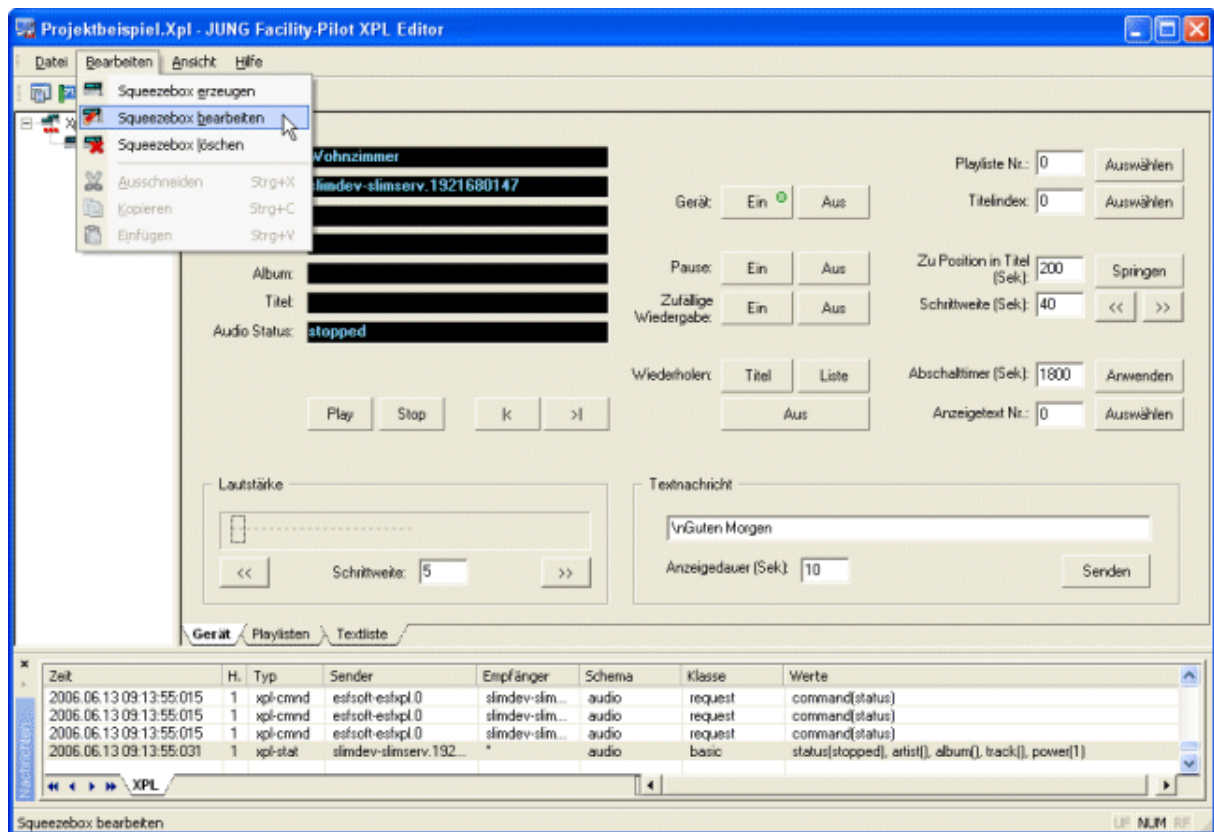 Projektbeispiel.Xpl - JUNG Facility-Pilot XPL Editor
Datei Bearbeiten Ansicht Hilfe
Squeezebox erzeugen
Squeezebox bearbeiten
Squeezebox löschen
Ausschneiden Strg+X
Kopieren Strg+C
Einfügen Strg+V
Wohnzimmer
slimdev-slimserv.1921680147
Album:
Titel:
Audio Status: stopped
Play Stop |< >|
Gerät: Ein Aus
Pause: Ein Aus
Zufällige
Wiedergabe: Ein Aus
Wiederholen: Titel Liste
Aus
Playliste Nr.: 0 Auswählen
Titelindex: 0 Auswählen
Zu Position in Titel
(Sek): 200 Springen
Schrittweite (Sek): 40 << >>
Abschalttimer (Sek): 1800 Anwenden
Anzeigetext Nr.: 0 Auswählen
Lautstärke
<< Schrittweite: 5 >>
Textnachricht
\nGuten Morgen
Anzeigedauer (Sek): 10 Senden
Gerät Playlisten Textliste
Nachrichten...
Zeit H. Typ Sender Empfänger Schema Klasse Werte
2006.06.13 09:13:55:015 1 xpl-cmnd esfsoft-esfxpl.0 slimdev-slim... audio request command(status)
2006.06.13 09:13:55:015 1 xpl-cmnd esfsoft-esfxpl.0 slimdev-slim... audio request command(status)
2006.06.13 09:13:55:015 1 xpl-cmnd esfsoft-esfxpl.0 slimdev-slim... audio request command(status)
2006.06.13 09:13:55:031 1 xpl-stat slimdev-slimserv.192... * audio basic status(stopped), artist(), album(), track(), power(1)
XPL
Squeezebox bearbeiten UF NUM RF